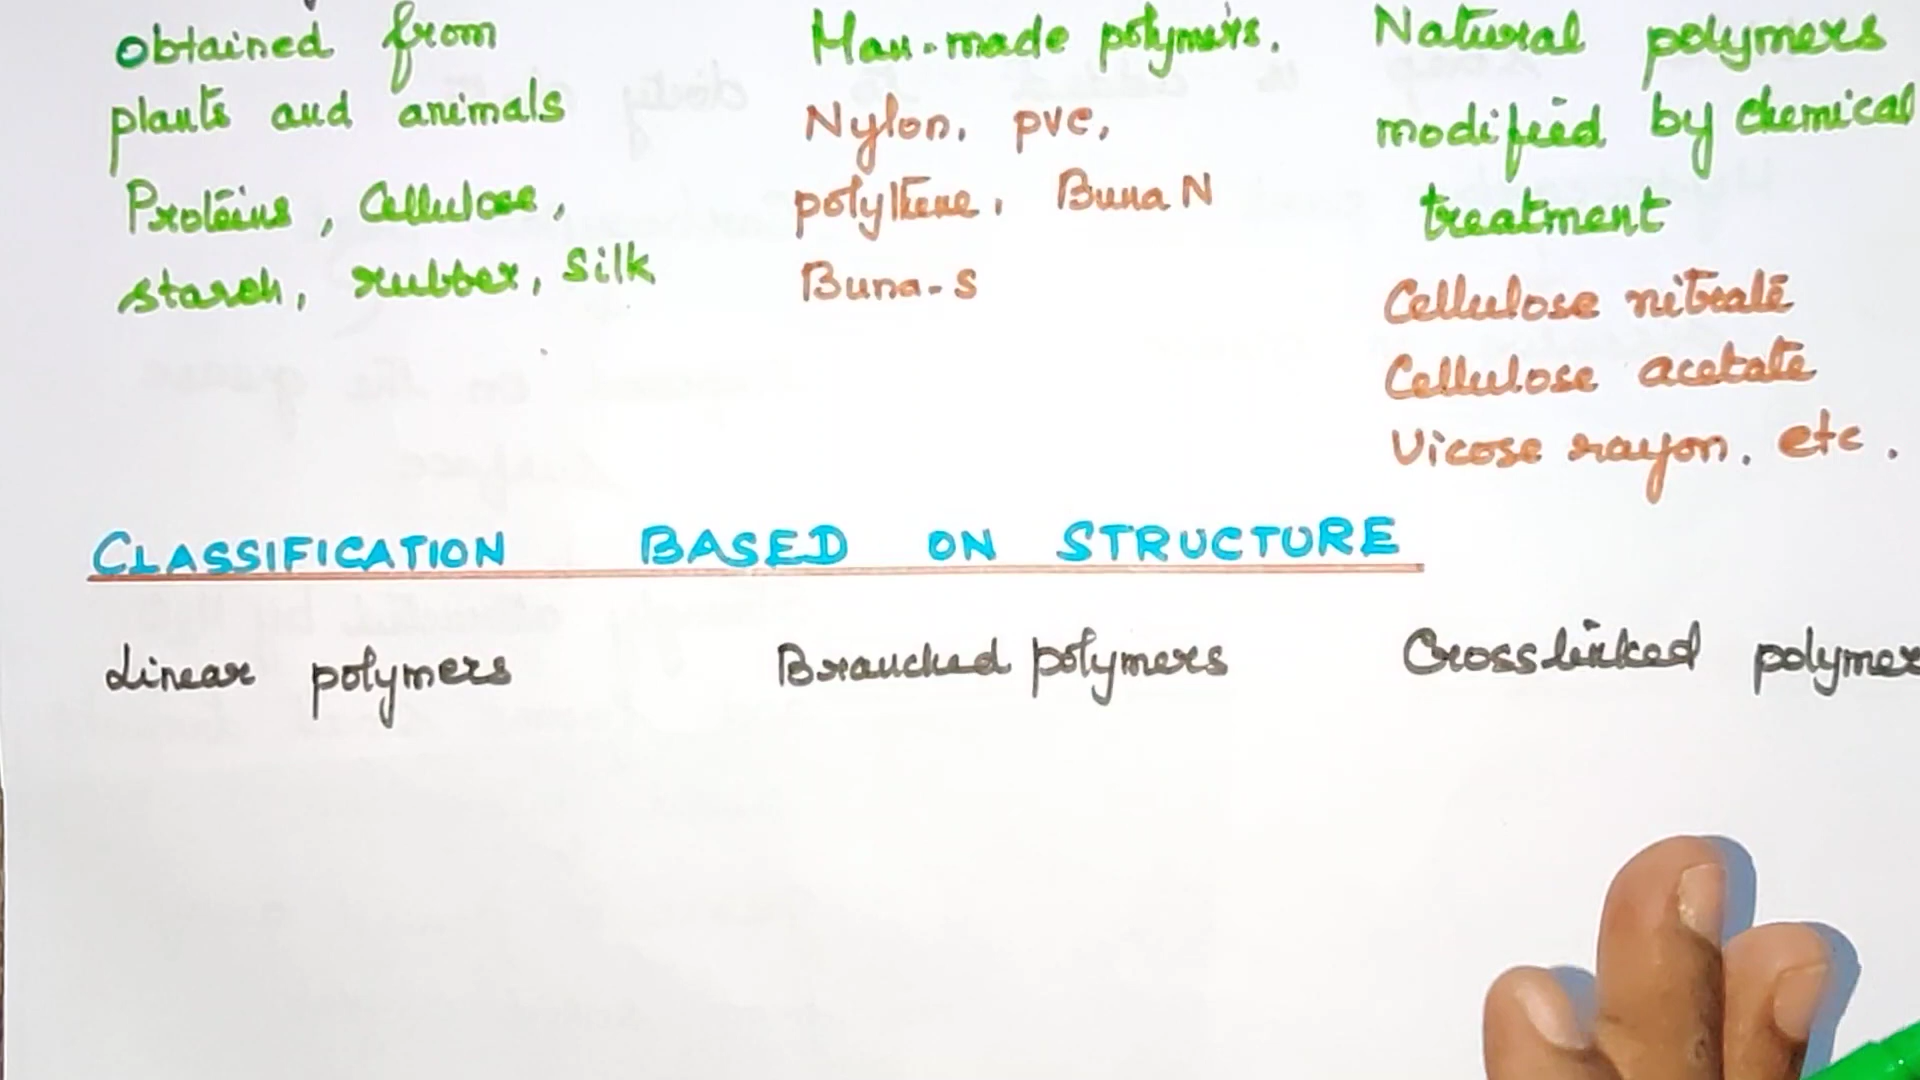 obtained from
plants and animals
Proteins, Cellulose,
starch, rubber, silk
Man-made polymers.
Nylon, pvc,
polythene, Buna N
Buna-S
Natural polymers
modified by chemical
treatment
Cellulose nitrate
Cellulose acetate
Vicose rayon. etc.
CLASSIFICATION BASED ON STRUCTURE
Linear polymers
Branched polymers
Crosslinked polymer